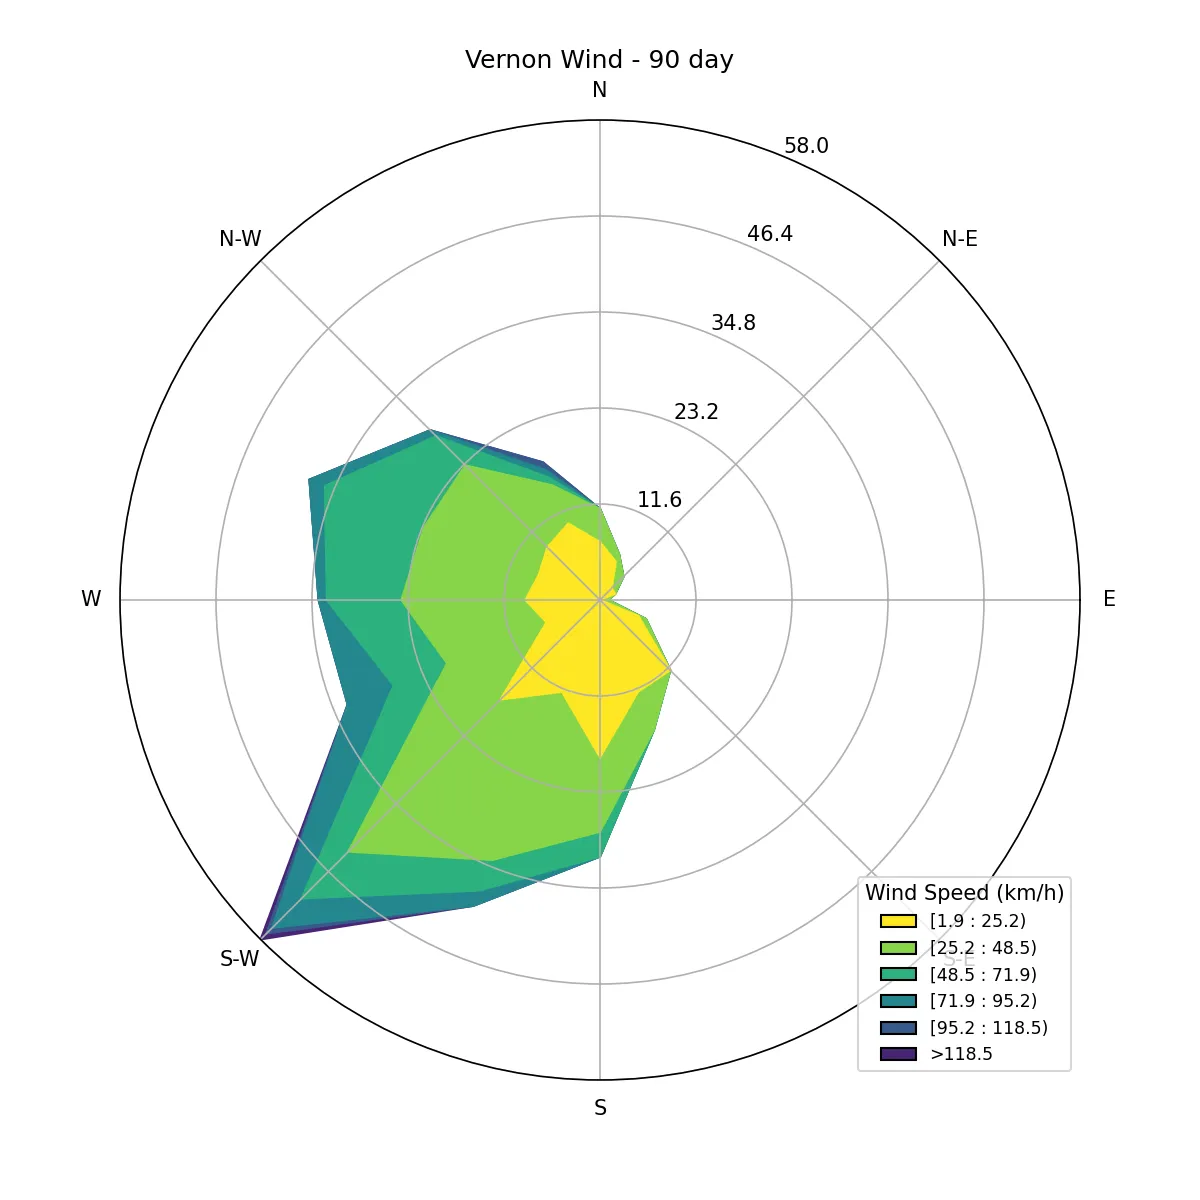 Vernon Wind - 90 day
N
58.0
N-W
46.4
N-E
34.8
23.2
11.6
W
E
S-W
S-E
S
Wind Speed (km/h)
[1.9 : 25.2)
[25.2 : 48.5)
[48.5 : 71.9)
[71.9 : 95.2)
[95.2 : 118.5)
>118.5